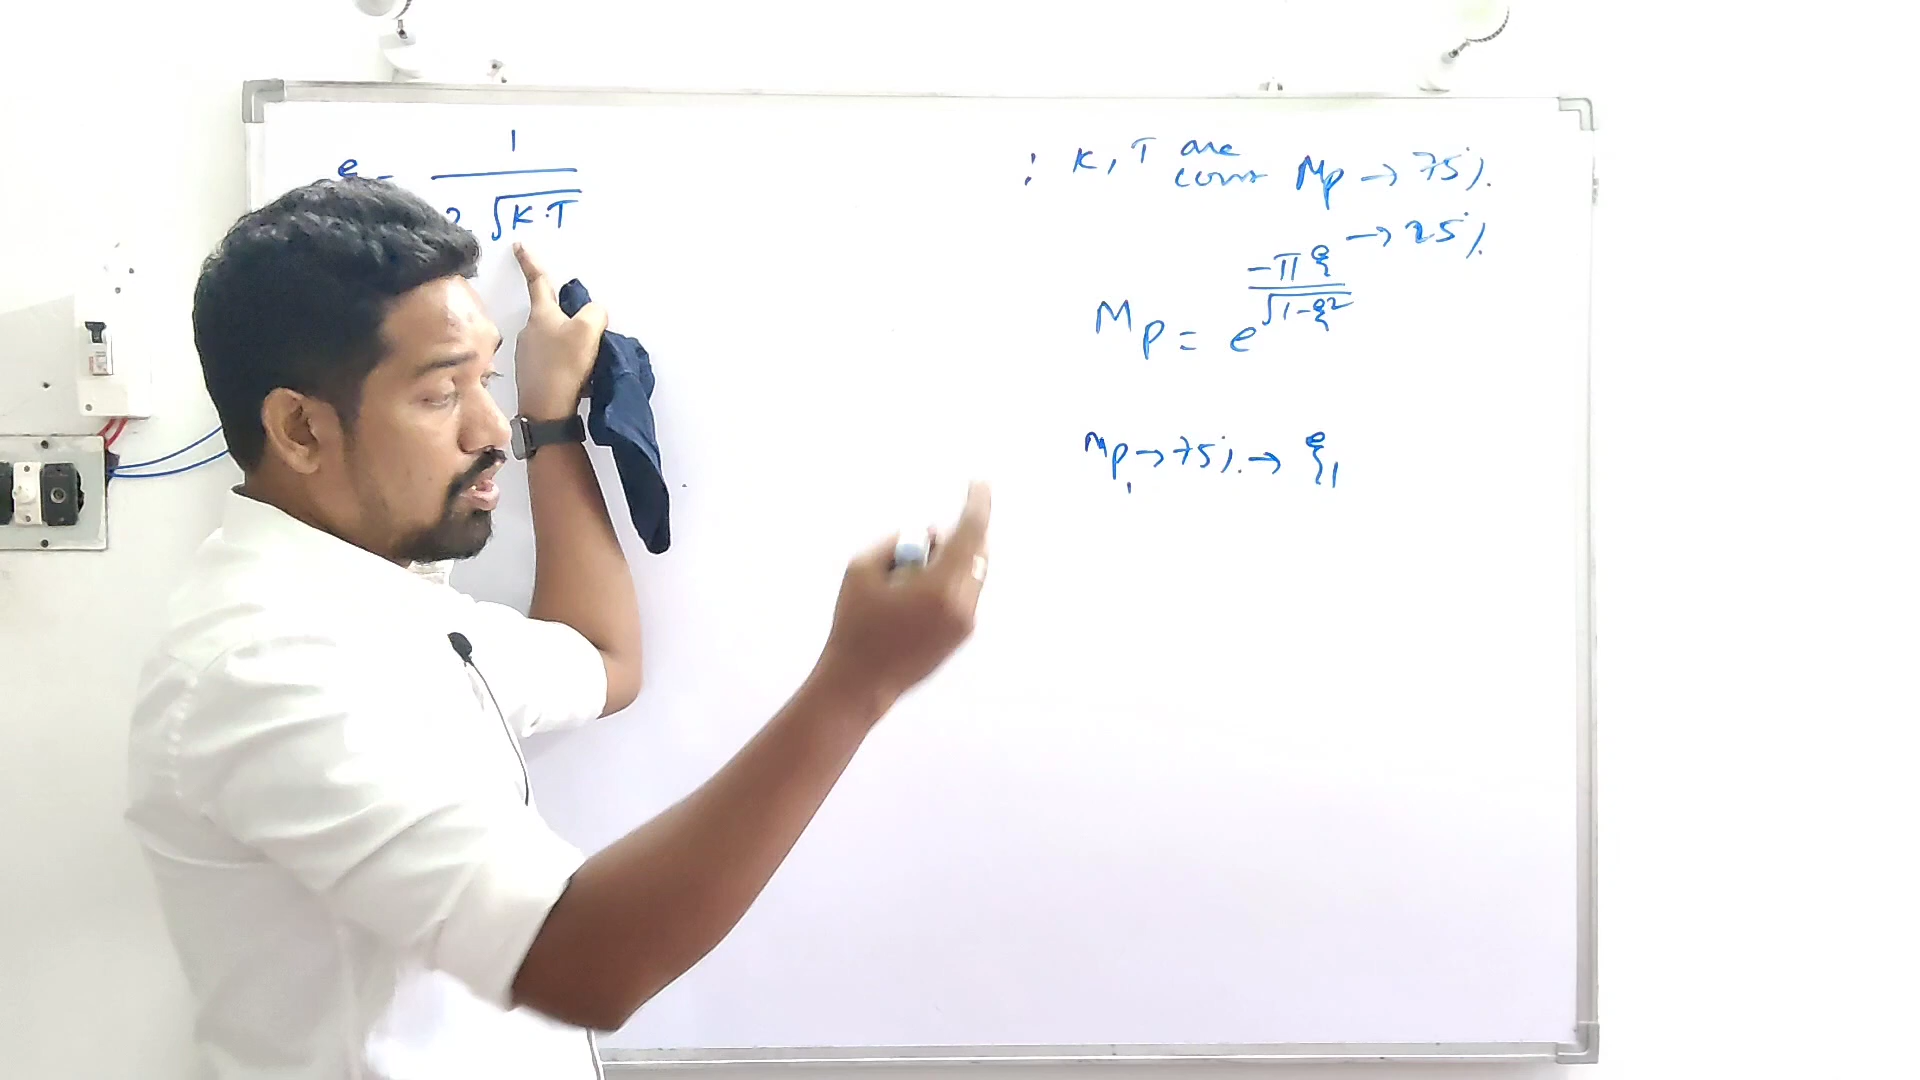 ξ = 1 / 2 √K·T
: K, T are const Mp → 75%.
→ 25%
Mp = e^(-πξ / √1-ξ²)
Mp₁ → 75%. → ξ₁